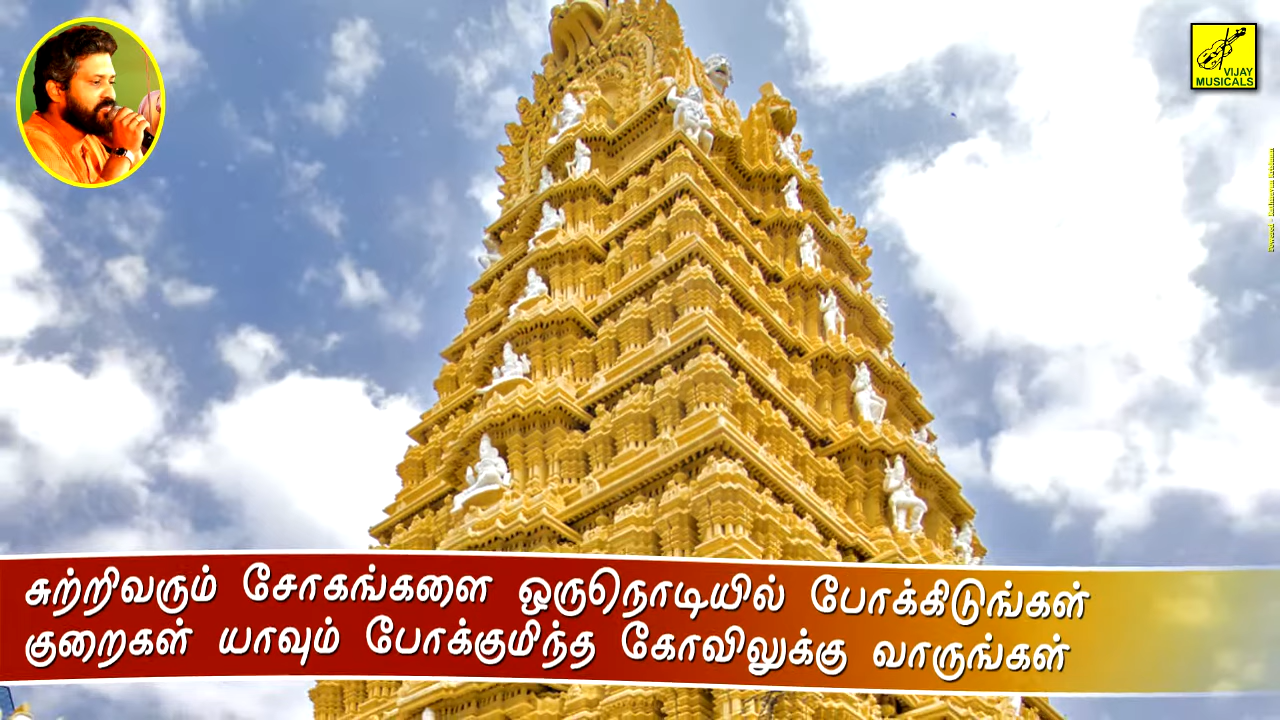 VIJAY
MUSICALS
சுற்றிவரும் சோகங்களை ஒருநொடியில் போக்கிடுங்கள்
குறைகள் யாவும் போக்குமிந்த கோவிலுக்கு வாருங்கள்